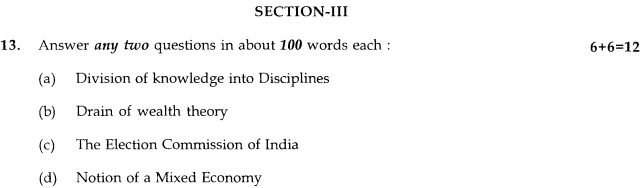 SECTION-III
13. Answer any two questions in about 100 words each : 6+6=12
(a) Division of knowledge into Disciplines
(b) Drain of wealth theory
(c) The Election Commission of India
(d) Notion of a Mixed Economy